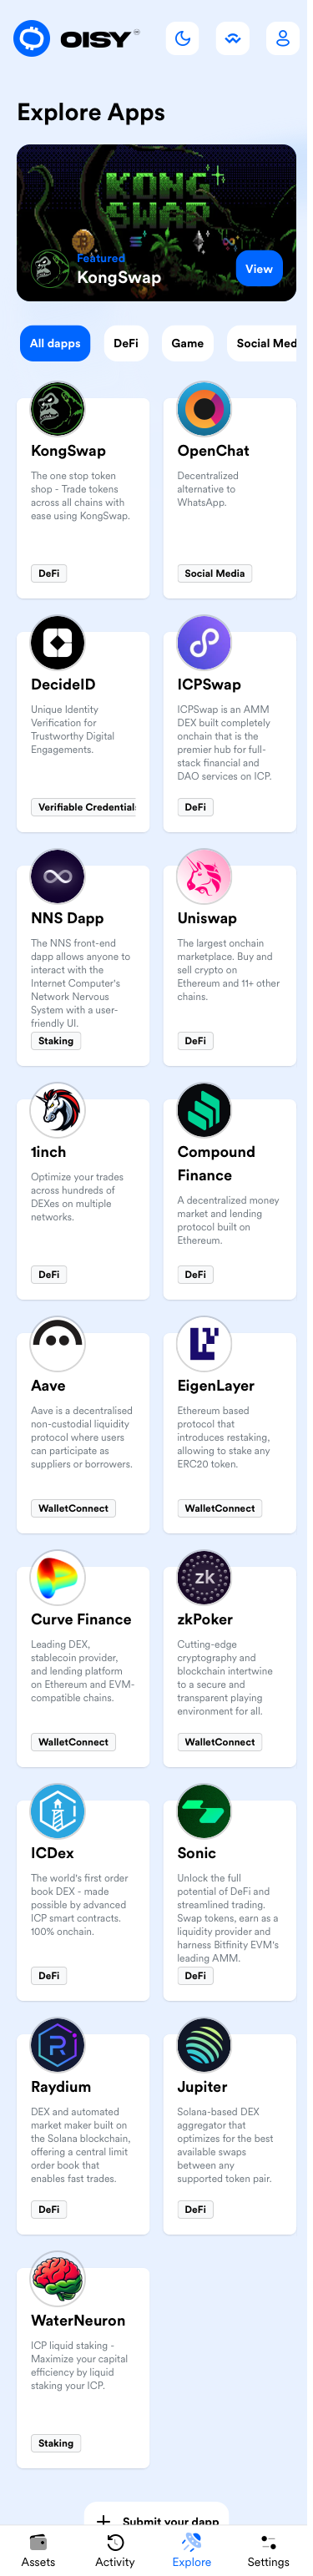 OISY
Explore Apps
KONG
SWAP
Featured
KongSwap
View
All dapps
DeFi
Game
Social Med
KongSwap
The one stop token
shop - Trade tokens
across all chains with
ease using KongSwap.
DeFi
OpenChat
Decentralized
alternative to
WhatsApp.
Social Media
DecideID
Unique Identity
Verification for
Trustworthy Digital
Engagements.
Verifiable Credentials
ICPSwap
ICPSwap is an AMM
DEX built completely
onchain that is the
premier hub for full-
stack financial and
DAO services on ICP.
DeFi
NNS Dapp
The NNS front-end
dapp allows anyone to
interact with the
Internet Computer's
Network Nervous
System with a user-
friendly UI.
Staking
Uniswap
The largest onchain
marketplace. Buy and
sell crypto on
Ethereum and 11+ other
chains.
DeFi
1inch
Optimize your trades
across hundreds of
DEXes on multiple
networks.
DeFi
Compound
Finance
A decentralized money
market and lending
protocol built on
Ethereum.
DeFi
Aave
Aave is a decentralised
non-custodial liquidity
protocol where users
can participate as
suppliers or borrowers.
WalletConnect
EigenLayer
Ethereum based
protocol that
introduces restaking,
allowing to stake any
ERC20 token.
WalletConnect
Curve Finance
Leading DEX,
stablecoin provider,
and lending platform
on Ethereum and EVM-
compatible chains.
WalletConnect
zk
zkPoker
Cutting-edge
cryptography and
blockchain intertwine
to a secure and
transparent playing
environment for all.
WalletConnect
ICDex
The world's first order
book DEX - made
possible by advanced
ICP smart contracts.
100% onchain.
DeFi
Sonic
Unlock the full
potential of DeFi and
streamlined trading.
Swap tokens, earn as a
liquidity provider and
harness Bitfinity EVM's
leading AMM.
DeFi
Raydium
DEX and automated
market maker built on
the Solana blockchain,
offering a central limit
order book that
enables fast trades.
DeFi
Jupiter
Solana-based DEX
aggregator that
optimizes for the best
available swaps
between any
supported token pair.
DeFi
WaterNeuron
ICP liquid staking -
Maximize your capital
efficiency by liquid
staking your ICP.
Staking
Submit your dapp
Assets
Activity
Explore
Settings